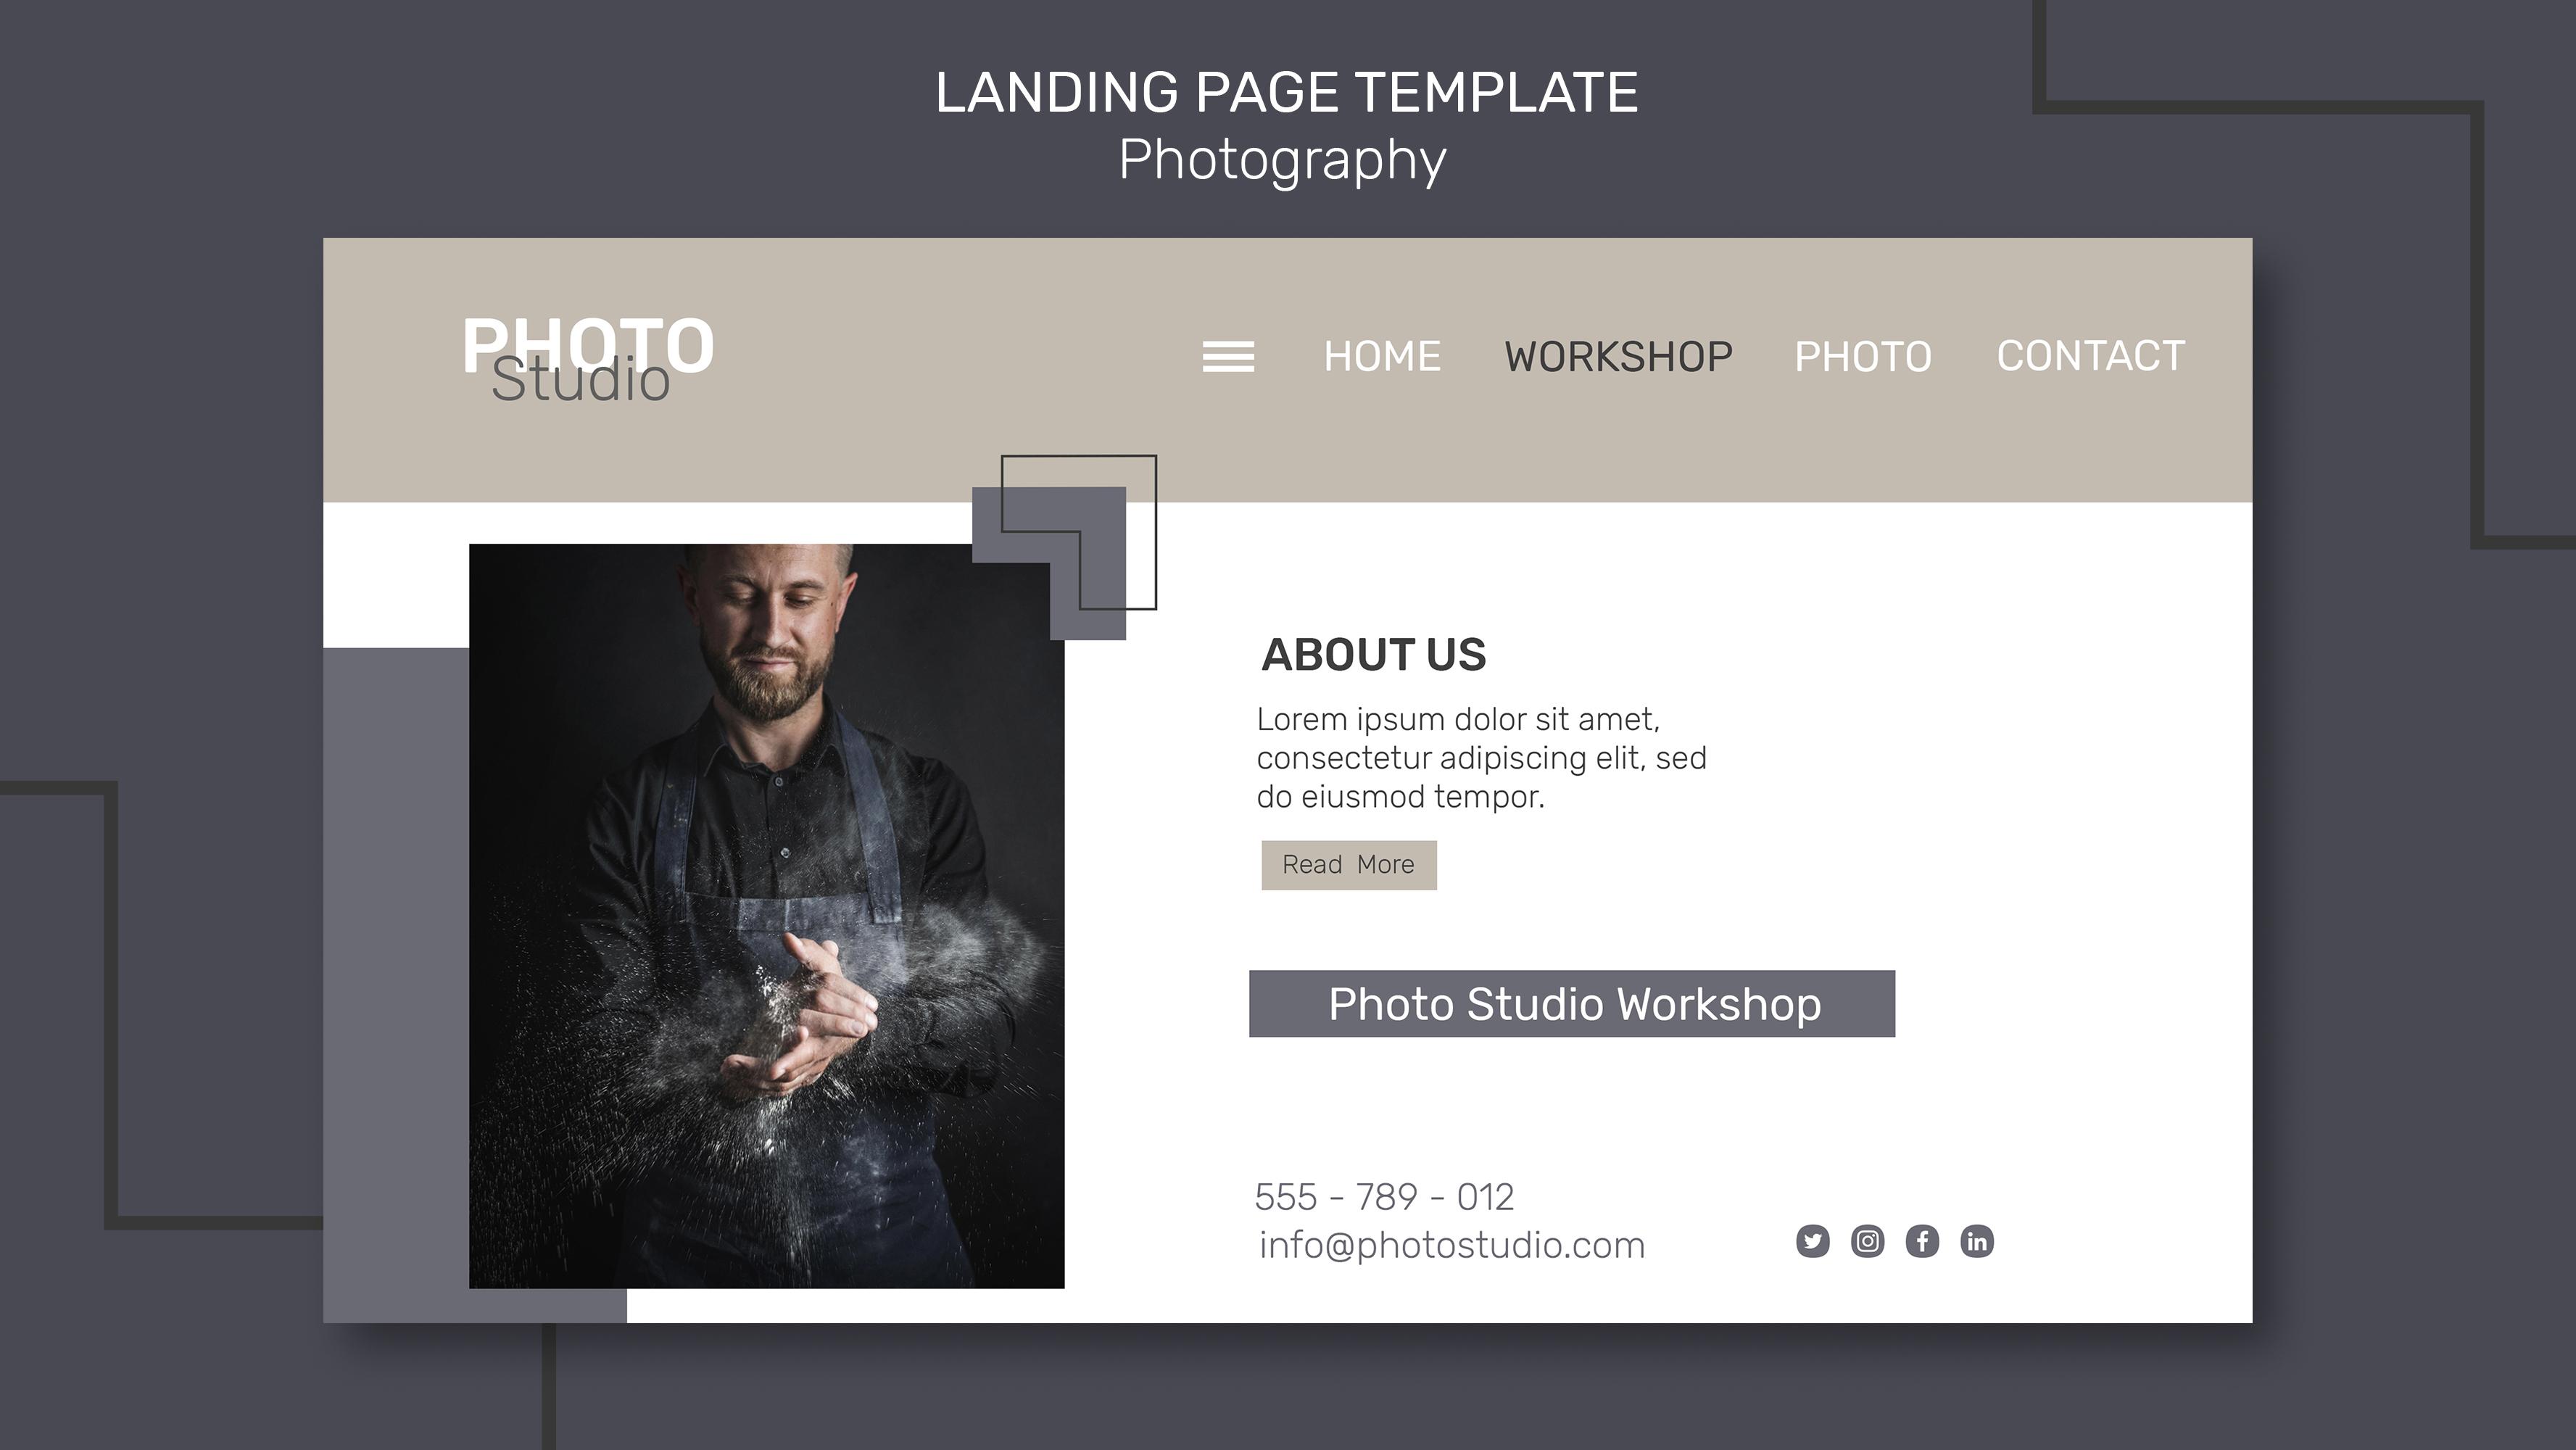 LANDING PAGE TEMPLATE
Photography
PHOTO
Studio
HOME WORKSHOP PHOTO CONTACT
ABOUT US
Lorem ipsum dolor sit amet,
consectetur adipiscing elit, sed
do eiusmod tempor.
Read More
Photo Studio Workshop
555 - 789 - 012
info@photostudio.com